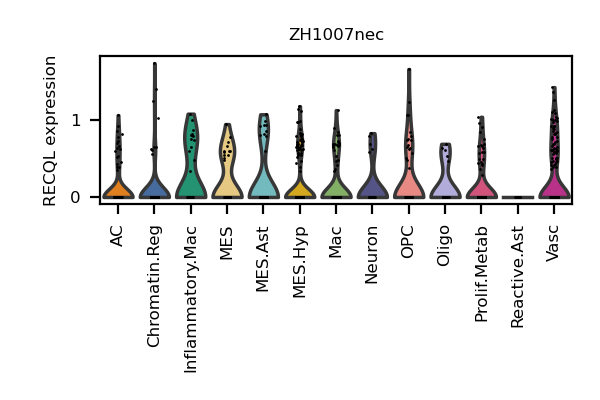 ZH1007nec
RECQL expression
1
0
AC
Chromatin.Reg
Inflammatory.Mac
MES
MES.Ast
MES.Hyp
Mac
Neuron
OPC
Oligo
Prolif.Metab
Reactive.Ast
Vasc